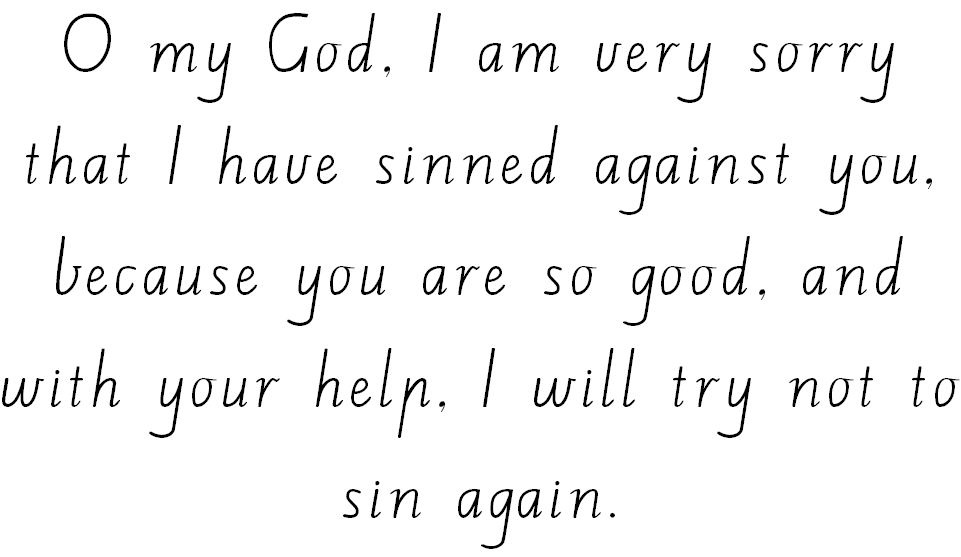 O my God, I am very sorry
that I have sinned against you,
because you are so good, and
with your help, I will try not to
sin again.